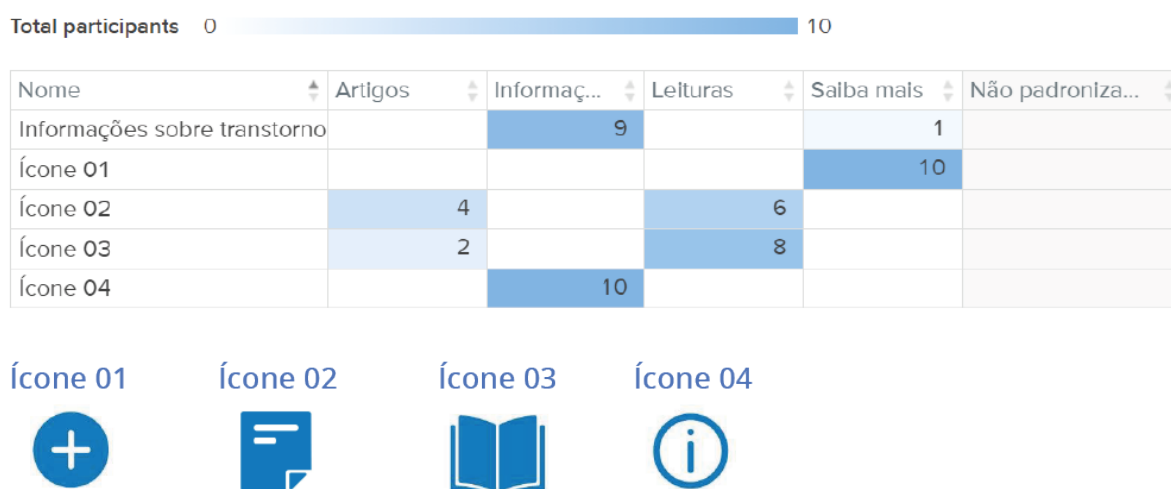 Total participants 0 10
Nome Artigos Informaç... Leituras Saiba mais Não padroniza...
Informações sobre transtorno 9 1
Ícone 01 10
Ícone 02 4 6
Ícone 03 2 8
Ícone 04 10
Ícone 01 Ícone 02 Ícone 03 Ícone 04
i